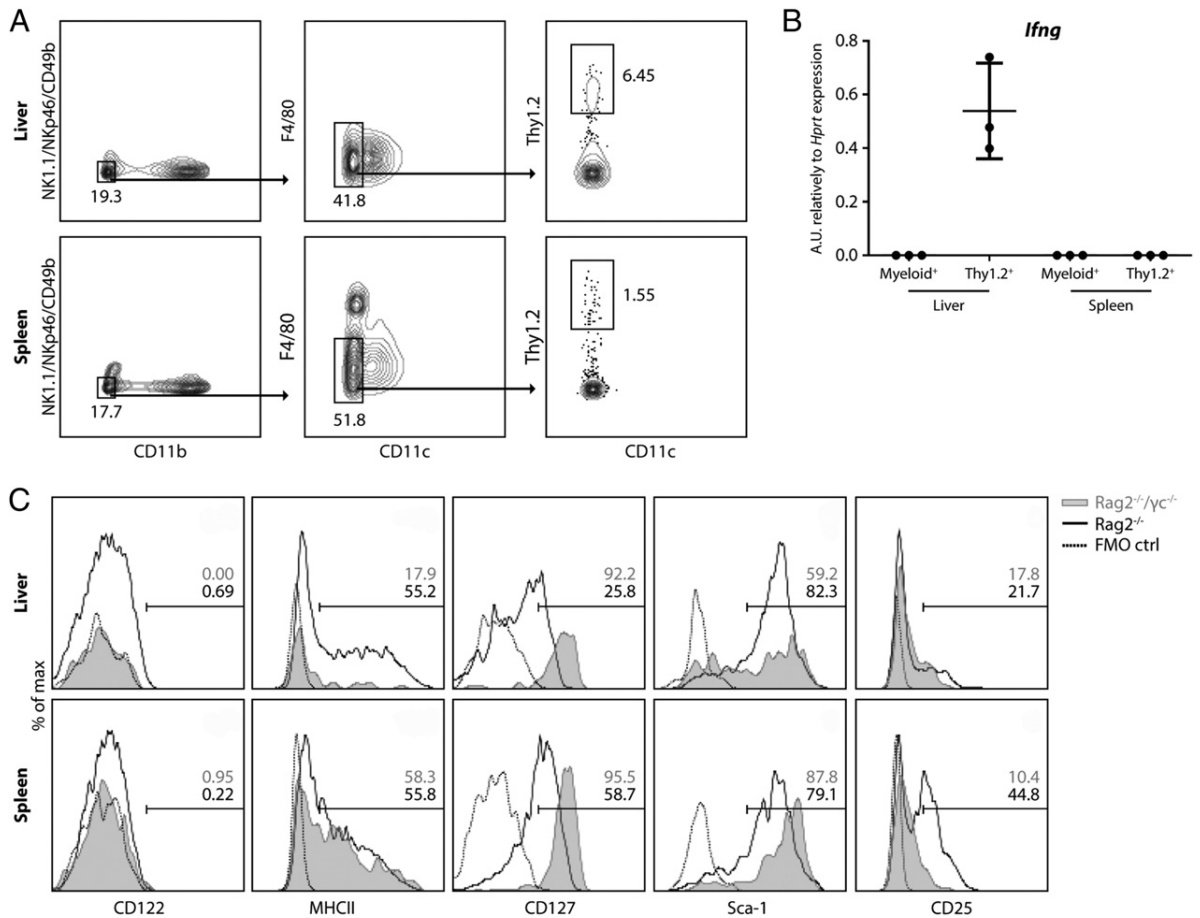 A
Liver
NK1.1/NKp46/CD49b
19.3
F4/80
41.8
Thy1.2
6.45
Spleen
NK1.1/NKp46/CD49b
17.7
CD11b
F4/80
51.8
CD11c
Thy1.2
1.55
CD11c
B
Ifng
A.U. relatively to Hprt expression
0.8
0.6
0.4
0.2
0.0
Myeloid+ Thy1.2+ Myeloid+ Thy1.2+
Liver Spleen
C
% of max
Liver
0.00
0.69
17.9
55.2
92.2
25.8
59.2
82.3
17.8
21.7
Rag2-/-/γc-/-
Rag2-/-
FMO ctrl
Spleen
0.95
0.22
58.3
55.8
95.5
58.7
87.8
79.1
10.4
44.8
CD122
MHCII
CD127
Sca-1
CD25